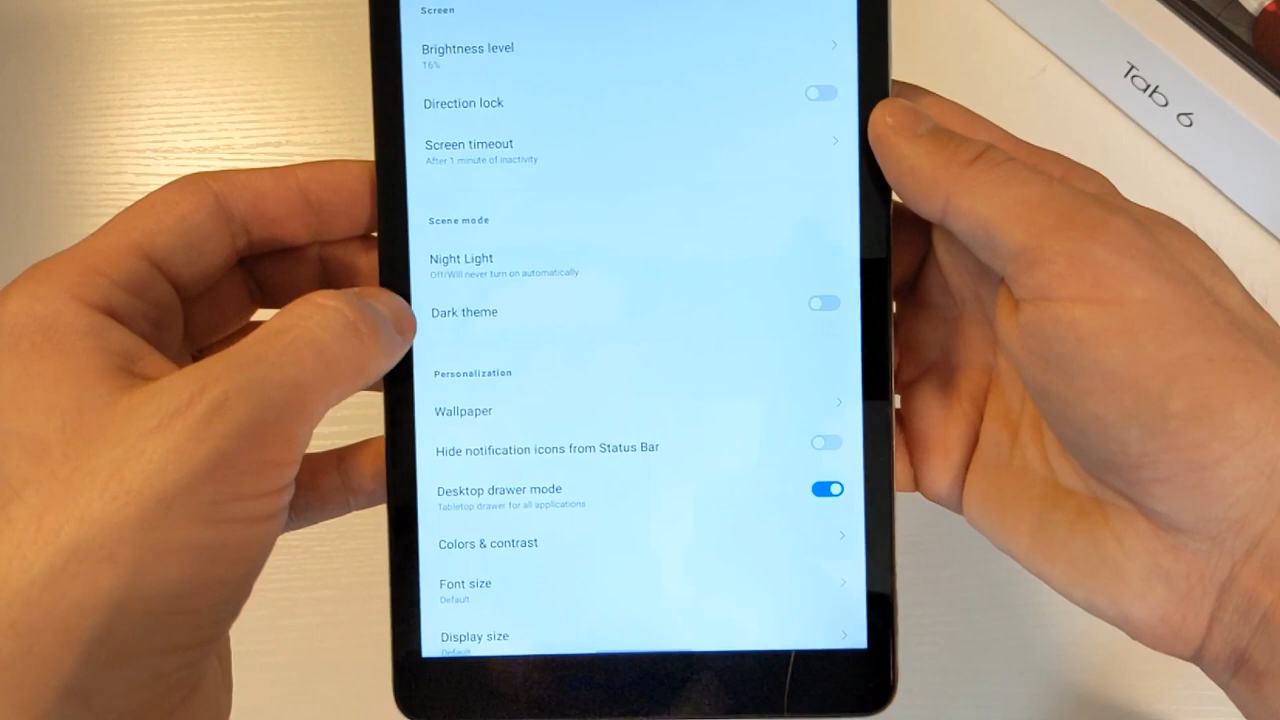 Screen
Brightness level
16%
Direction lock
Screen timeout
After 1 minute of inactivity
Scene mode
Night Light
Off/Will never turn on automatically
Dark theme
Personalization
Wallpaper
Hide notification icons from Status Bar
Desktop drawer mode
Tabletop drawer for all applications
Colors & contrast
Font size
Default
Display size
Default
Tab 6